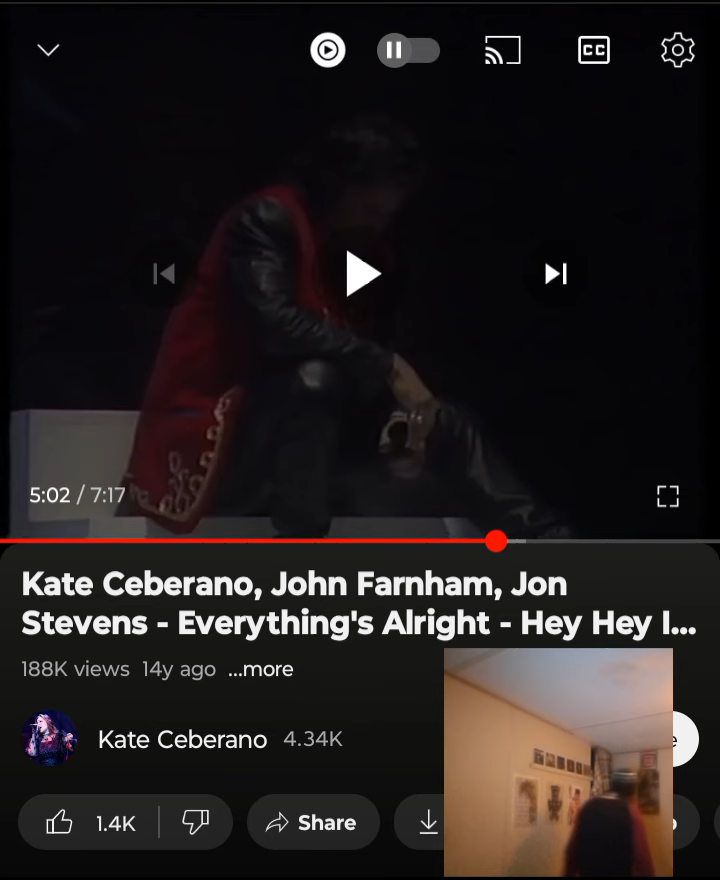 CC
5:02 / 7:17
Kate Ceberano, John Farnham, Jon
Stevens - Everything's Alright - Hey Hey I...
188K views 14y ago ...more
Kate Ceberano 4.34K
1.4K
Share